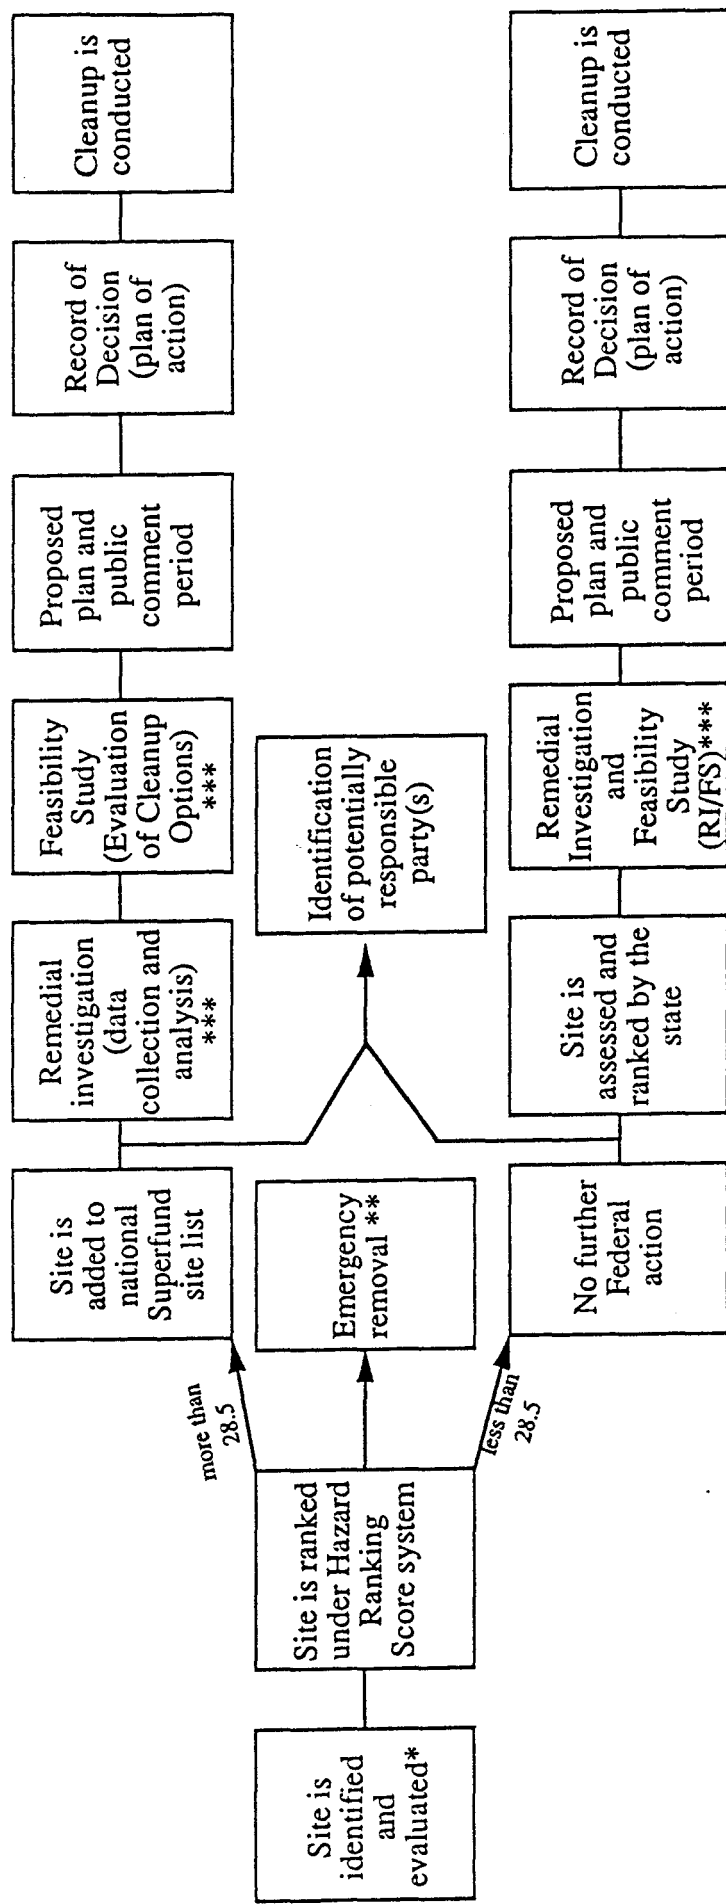 Site is
identified
and
evaluated*
Site is ranked
under Hazard
Ranking
Score system
more than
28.5
less than
28.5
Site is
added to
national
Superfund
site list
Remedial
investigation
(data
collection and
analysis)
***
Feasibility
Study
(Evaluation
of Cleanup
Options)
***
Proposed
plan and
public
comment
period
Record of
Decision
(plan of
action)
Cleanup is
conducted
Emergency
removal **
Identification
of potentially
responsible
party(s)
No further
Federal
action
Site is
assessed and
ranked by the
state
Remedial
Investigation
and
Feasibility
Study
(RI/FS)***
Proposed
plan and
public
comment
period
Record of
Decision
(plan of
action)
Cleanup is
conducted